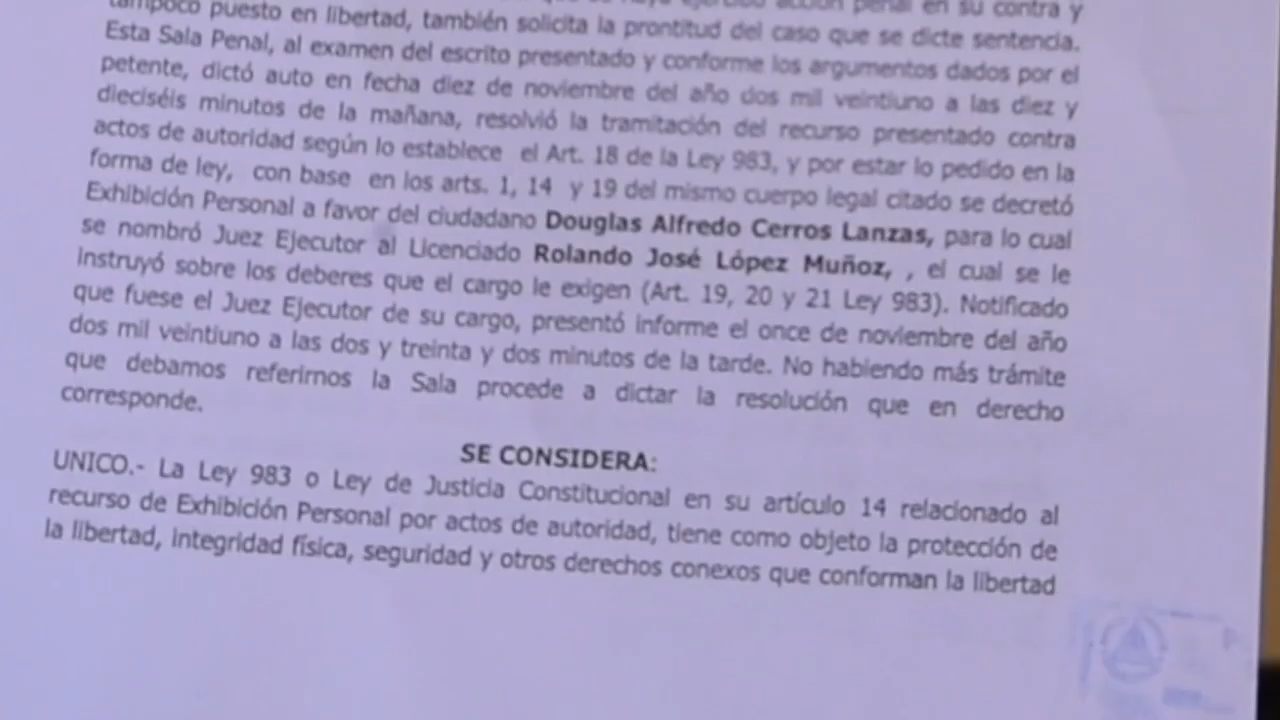 tampoco puesto en libertad, también solicita la prontitud del caso que se dicte sentencia.
Esta Sala Penal, al examen del escrito presentado y conforme los argumentos dados por el
petente, dictó auto en fecha diez de noviembre del año dos mil veintiuno a las diez y
dieciséis minutos de la mañana, resolvió la tramitación del recurso presentado contra
actos de autoridad según lo establece el Art. 18 de la Ley 983, y por estar lo pedido en la
forma de ley, con base en los arts. 1, 14 y 19 del mismo cuerpo legal citado se decretó
Exhibición Personal a favor del ciudadano Douglas Alfredo Cerros Lanzas, para lo cual
se nombró Juez Ejecutor al Licenciado Rolando José López Muñoz, , el cual se le
instruyó sobre los deberes que el cargo le exigen (Art. 19, 20 y 21 Ley 983). Notificado
que fuese el Juez Ejecutor de su cargo, presentó informe el once de noviembre del año
dos mil veintiuno a las dos y treinta y dos minutos de la tarde. No habiendo más trámite
que debamos referirnos la Sala procede a dictar la resolución que en derecho
corresponde.
SE CONSIDERA:
UNICO.- La Ley 983 o Ley de Justicia Constitucional en su artículo 14 relacionado al
recurso de Exhibición Personal por actos de autoridad, tiene como objeto la protección de
la libertad, integridad física, seguridad y otros derechos conexos que conforman la libertad